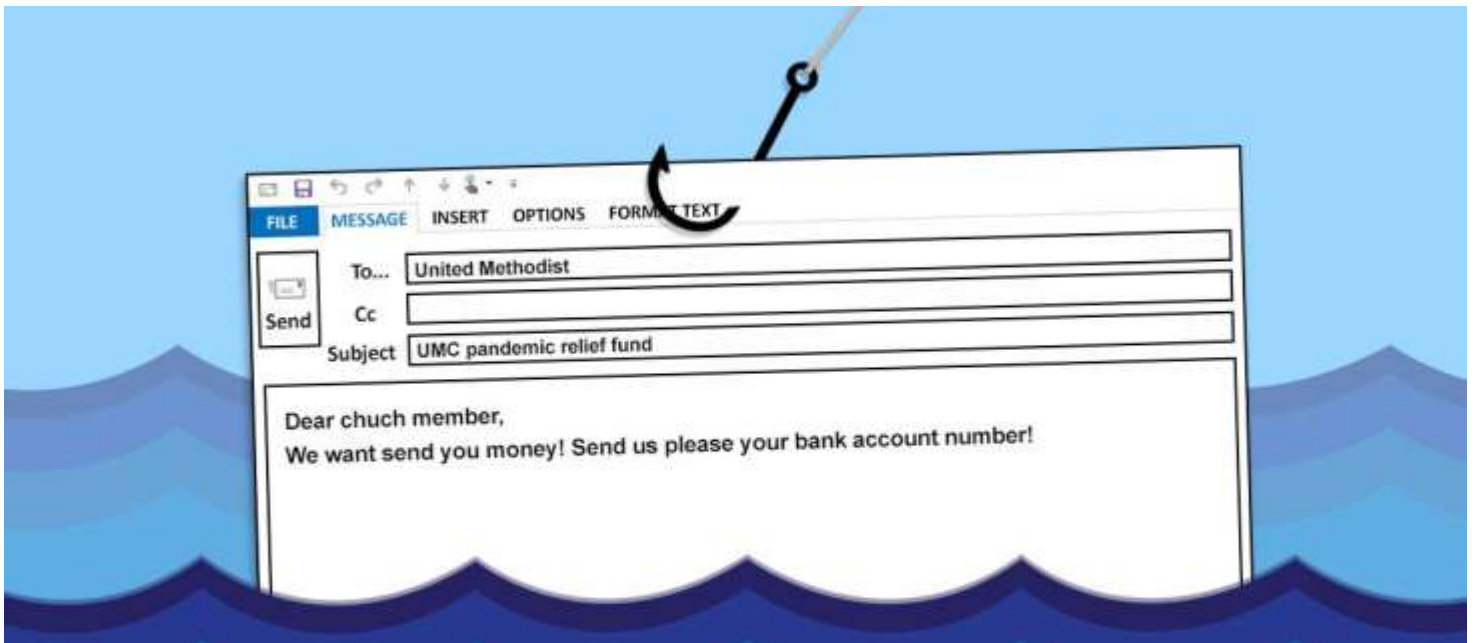 FILE MESSAGE INSERT OPTIONS FORMAT TEXT
To... United Methodist
Cc
Send
Subject UMC pandemic relief fund
Dear chuch member,
We want send you money! Send us please your bank account number!